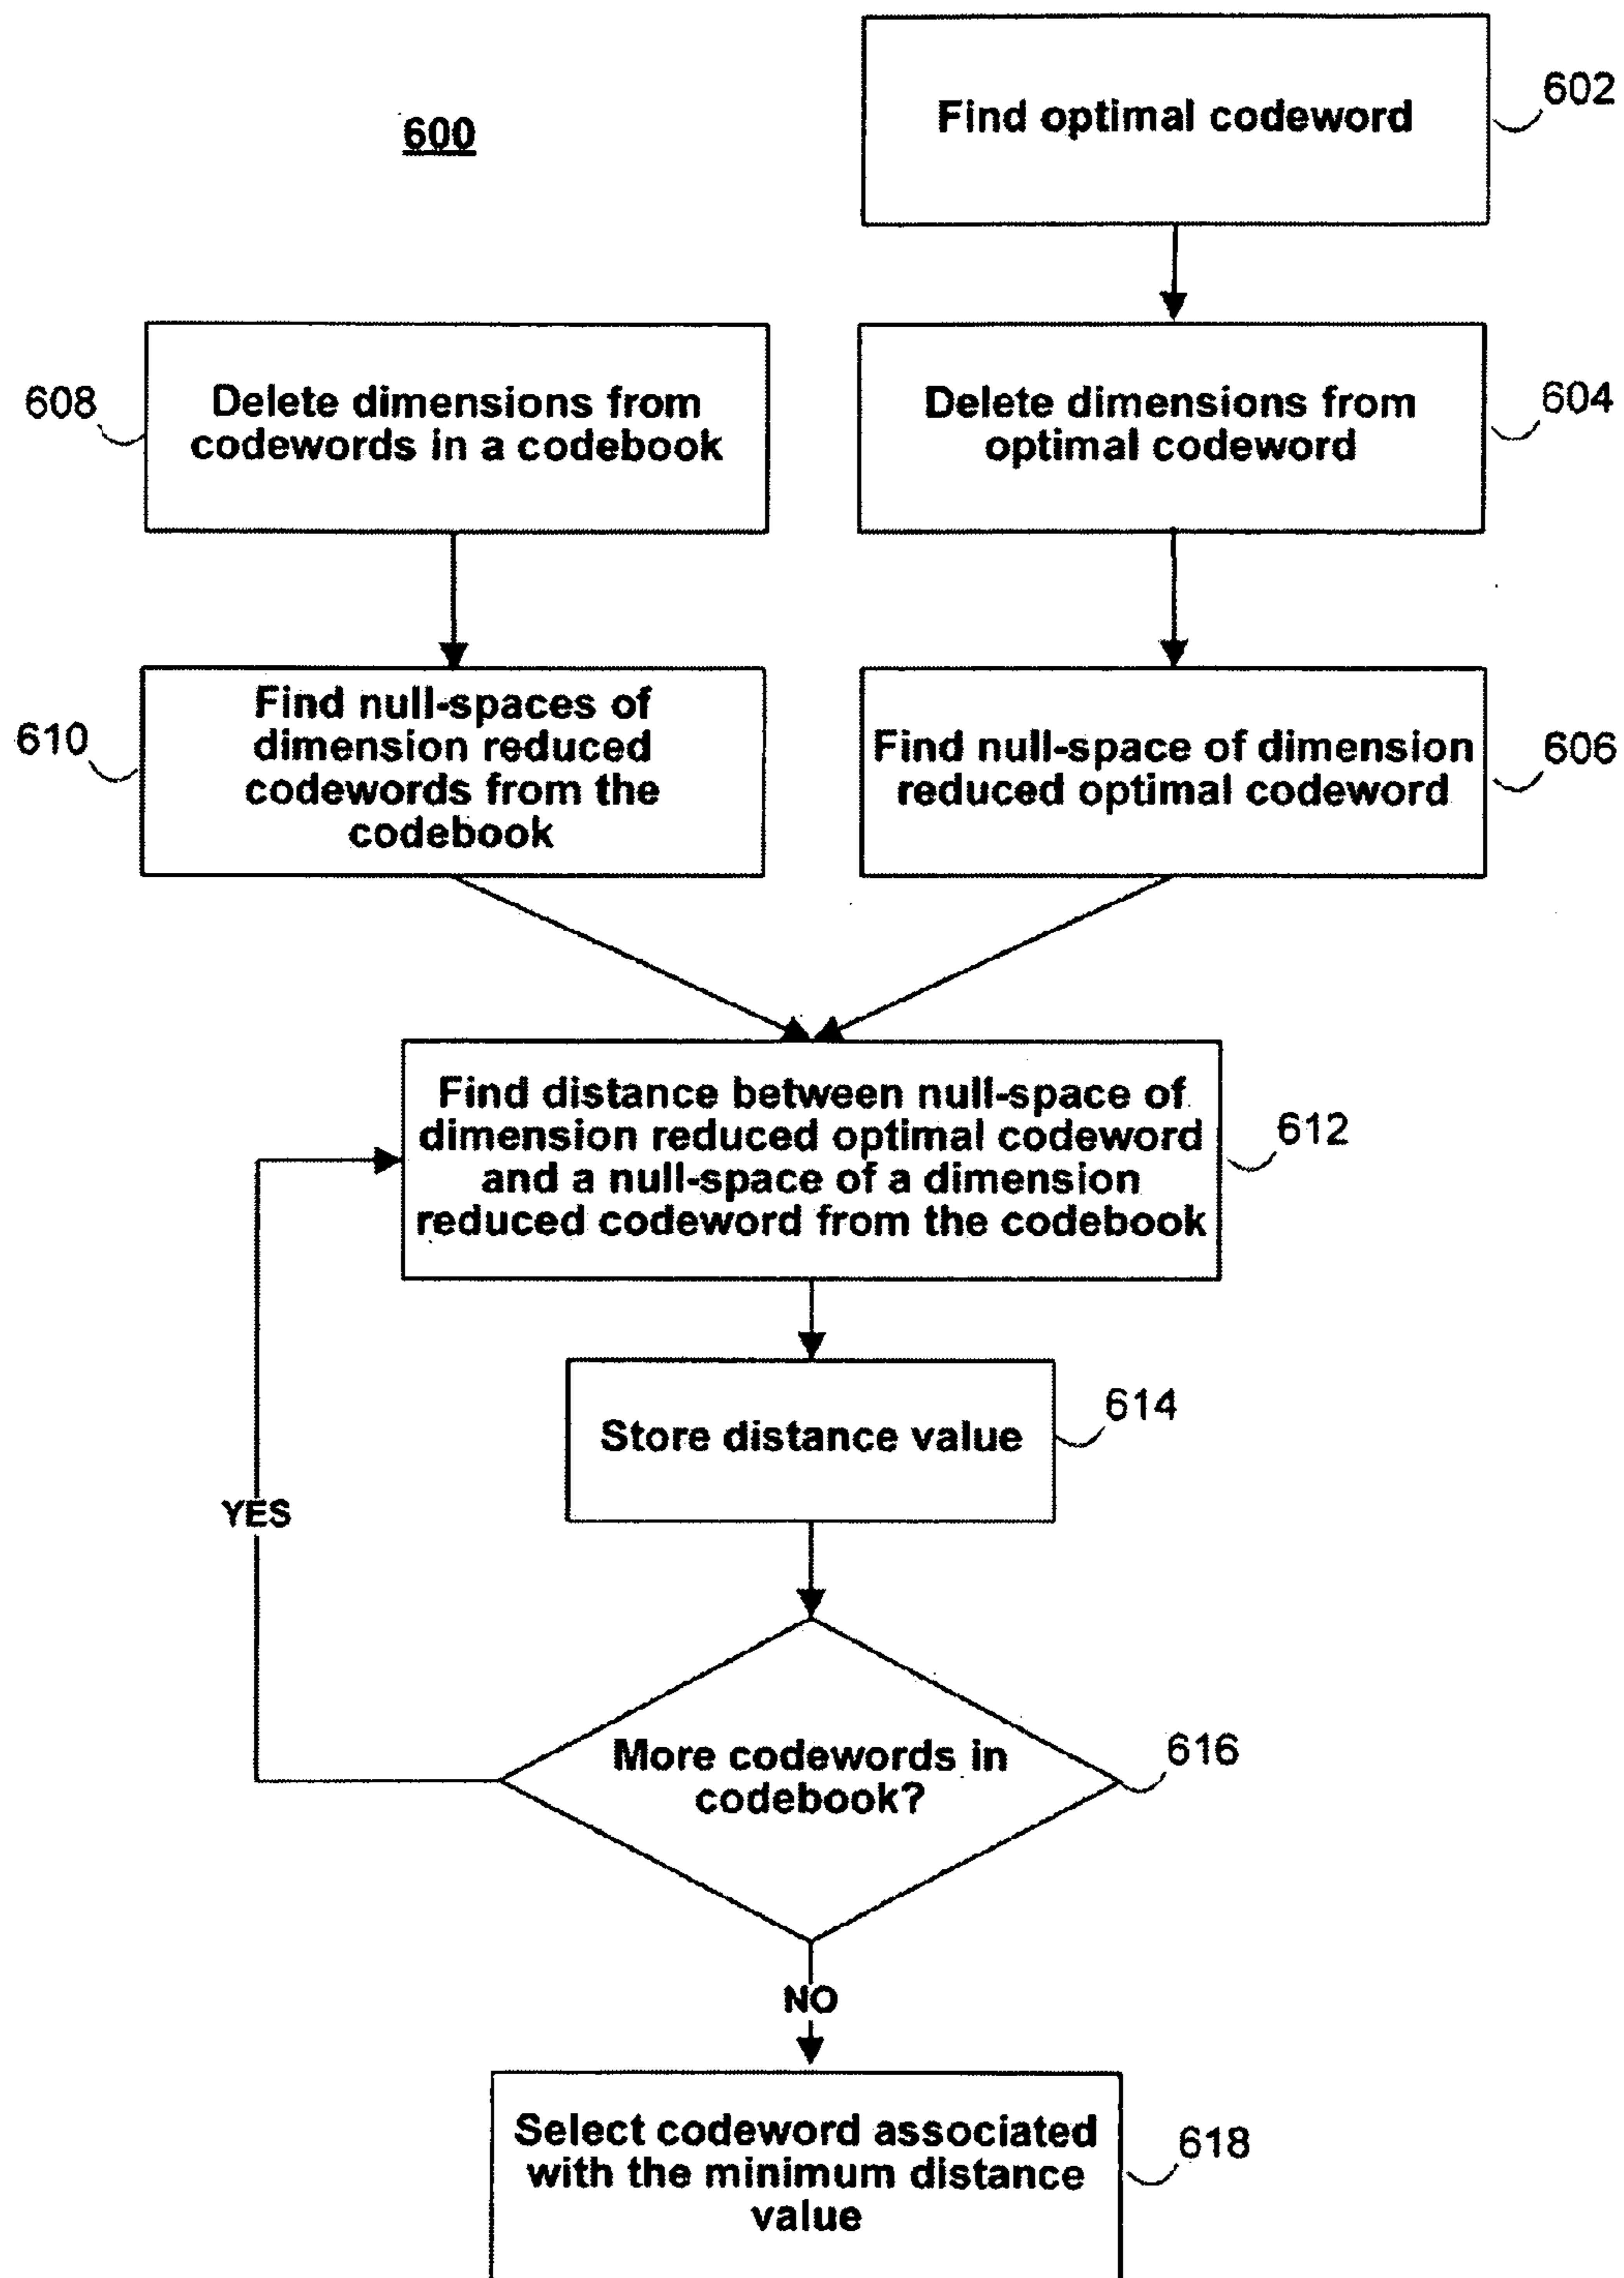 600
Find optimal codeword
602
Delete dimensions from
codewords in a codebook
608
Delete dimensions from
optimal codeword
604
Find null-spaces of
dimension reduced
codewords from the
codebook
610
Find null-space of dimension
reduced optimal codeword
606
Find distance between null-space of
dimension reduced optimal codeword
and a null-space of a dimension
reduced codeword from the codebook
612
Store distance value
614
YES
More codewords in
codebook?
616
NO
Select codeword associated
with the minimum distance
value
618